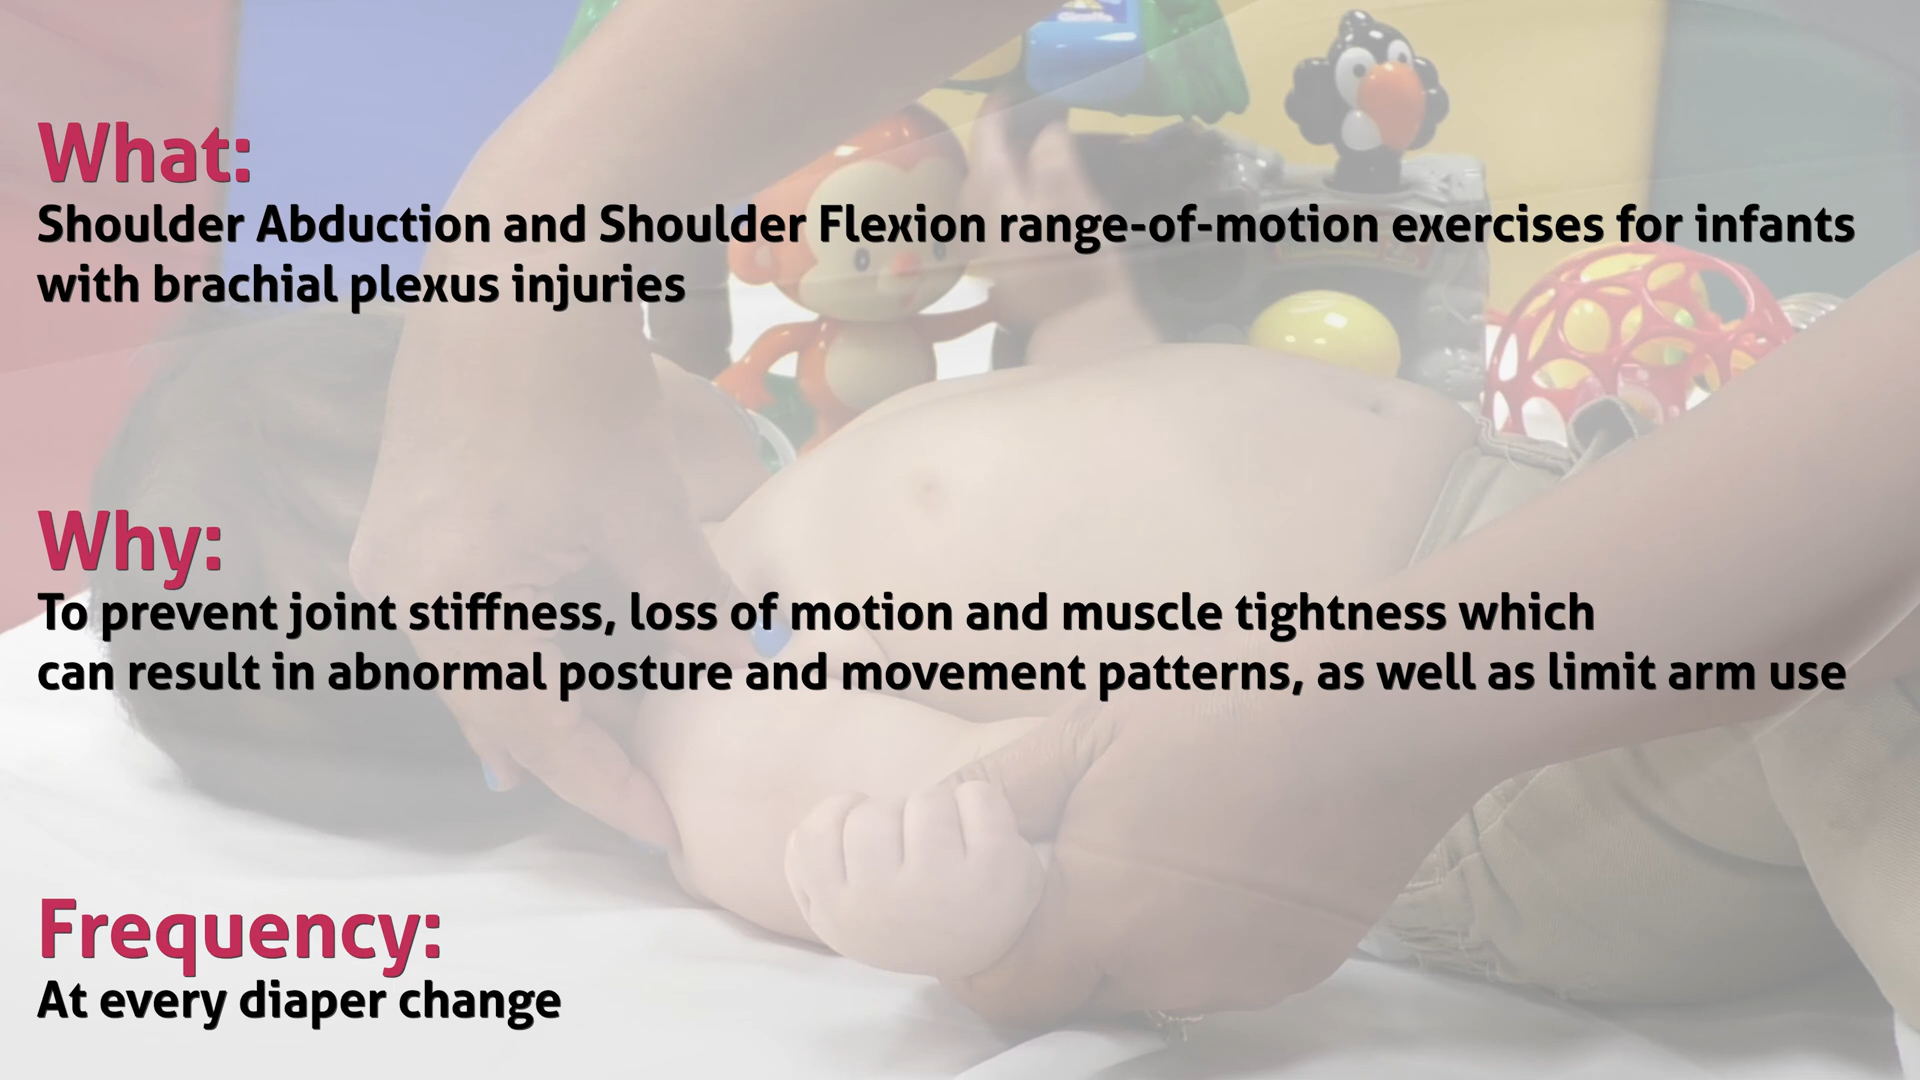 What:
Shoulder Abduction and Shoulder Flexion range-of-motion exercises for infants
with brachial plexus injuries
Why:
To prevent joint stiffness, loss of motion and muscle tightness which
can result in abnormal posture and movement patterns, as well as limit arm use
Frequency:
At every diaper change